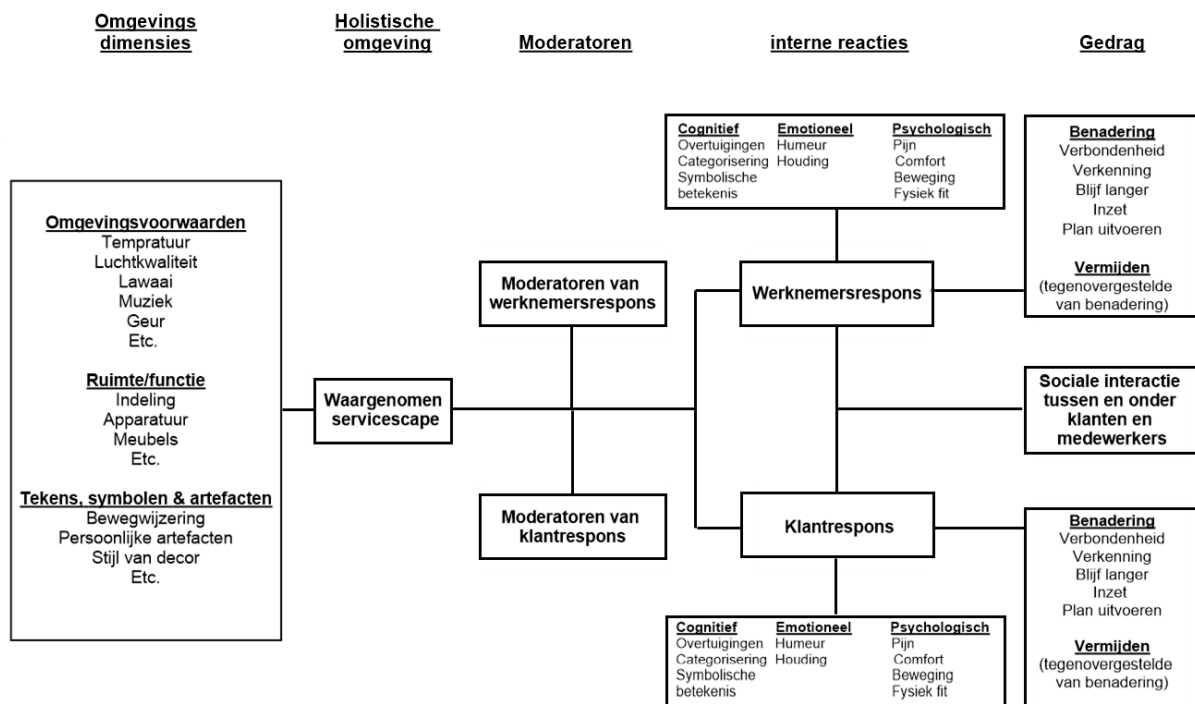 Omgevings
dimensies
Holistische
omgeving
Moderatoren
interne reacties
Gedrag
Omgevingsvoorwaarden
Tempratuur
Luchtkwaliteit
Lawaai
Muziek
Geur
Etc.
Ruimte/functie
Indeling
Apparatuur
Meubels
Etc.
Tekens, symbolen & artefacten
Bewegwijzering
Persoonlijke artefacten
Stijl van decor
Etc.
Waargenomen
servicescape
Moderatoren van
werknemersrespons
Moderatoren van
klantrespons
Cognitief
Overtuigingen
Categorisering
Symbolische
betekenis
Emotioneel
Humeur
Houding
Psychologisch
Pijn
Comfort
Beweging
Fysiek fit
Werknemersrespons
Klantrespons
Cognitief
Overtuigingen
Categorisering
Symbolische
betekenis
Emotioneel
Humeur
Houding
Psychologisch
Pijn
Comfort
Beweging
Fysiek fit
Benadering
Verbondenheid
Verkenning
Blijf langer
Inzet
Plan uitvoeren
Vermijden
(tegenovergestelde
van benadering)
Sociale interactie
tussen en onder
klanten en
medewerkers
Benadering
Verbondenheid
Verkenning
Blijf langer
Inzet
Plan uitvoeren
Vermijden
(tegenovergestelde
van benadering)